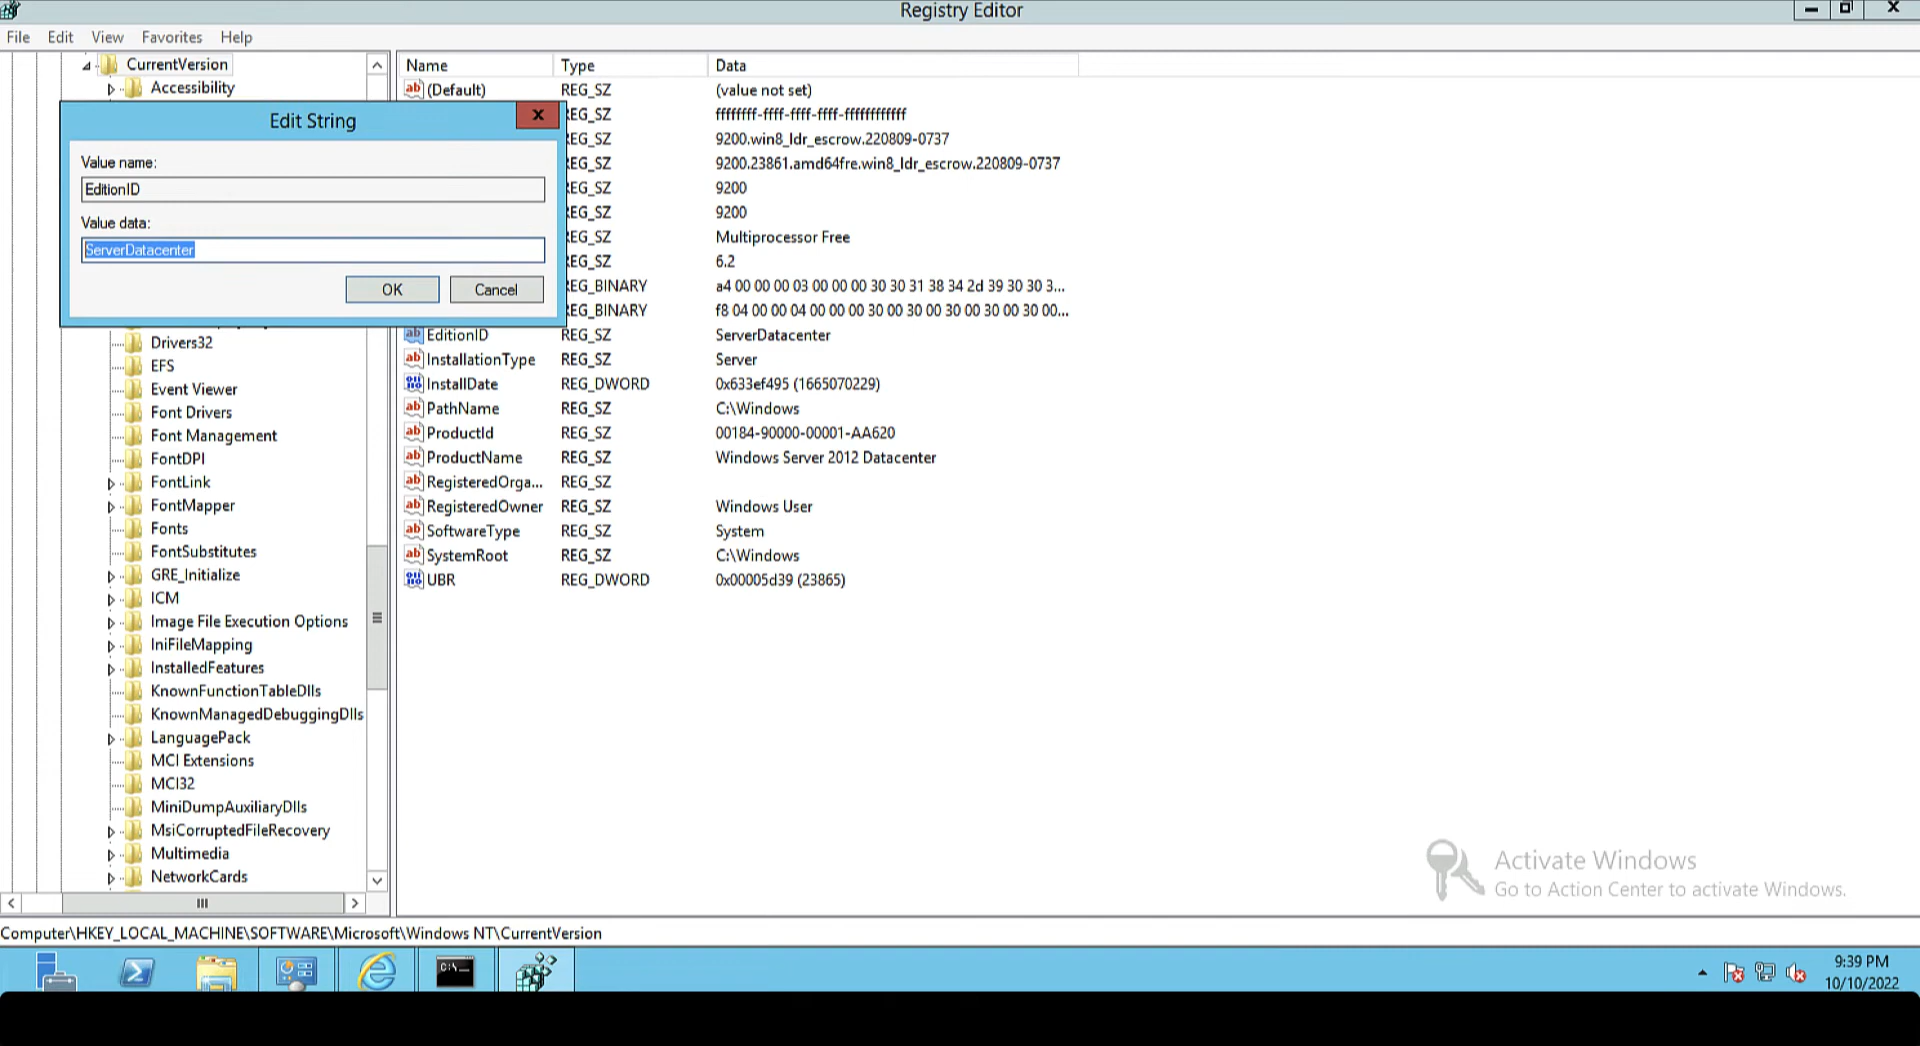 Registry Editor
File Edit View Favorites Help
CurrentVersion
Accessibility
Edit String
Value name:
EditionID
Value data:
ServerDatacenter
OK Cancel
Drivers32
EFS
Event Viewer
Font Drivers
Font Management
FontDPI
FontLink
FontMapper
Fonts
FontSubstitutes
GRE_Initialize
ICM
Image File Execution Options
IniFileMapping
InstalledFeatures
KnownFunctionTableDlls
KnownManagedDebuggingDlls
LanguagePack
MCI Extensions
MCI32
MiniDumpAuxiliaryDlls
MsiCorruptedFileRecovery
Multimedia
NetworkCards
Name Type Data
(Default) REG_SZ (value not set)
REG_SZ ffffffff-ffff-ffff-ffff-ffffffffffff
REG_SZ 9200.win8_ldr_escrow.220809-0737
REG_SZ 9200.23861.amd64fre.win8_ldr_escrow.220809-0737
REG_SZ 9200
REG_SZ 9200
REG_SZ Multiprocessor Free
REG_SZ 6.2
REG_BINARY a4 00 00 00 03 00 00 00 30 30 31 38 34 2d 39 30 30 3...
REG_BINARY f8 04 00 00 04 00 00 00 30 00 30 00 30 00 30 00 30 00...
EditionID REG_SZ ServerDatacenter
InstallationType REG_SZ Server
InstallDate REG_DWORD 0x633ef495 (1665070229)
PathName REG_SZ C:\Windows
ProductId REG_SZ 00184-90000-00001-AA620
ProductName REG_SZ Windows Server 2012 Datacenter
RegisteredOrga... REG_SZ
RegisteredOwner REG_SZ Windows User
SoftwareType REG_SZ System
SystemRoot REG_SZ C:\Windows
UBR REG_DWORD 0x00005d39 (23865)
Activate Windows
Go to Action Center to activate Windows.
Computer\HKEY_LOCAL_MACHINE\SOFTWARE\Microsoft\Windows NT\CurrentVersion
9:39 PM
10/10/2022